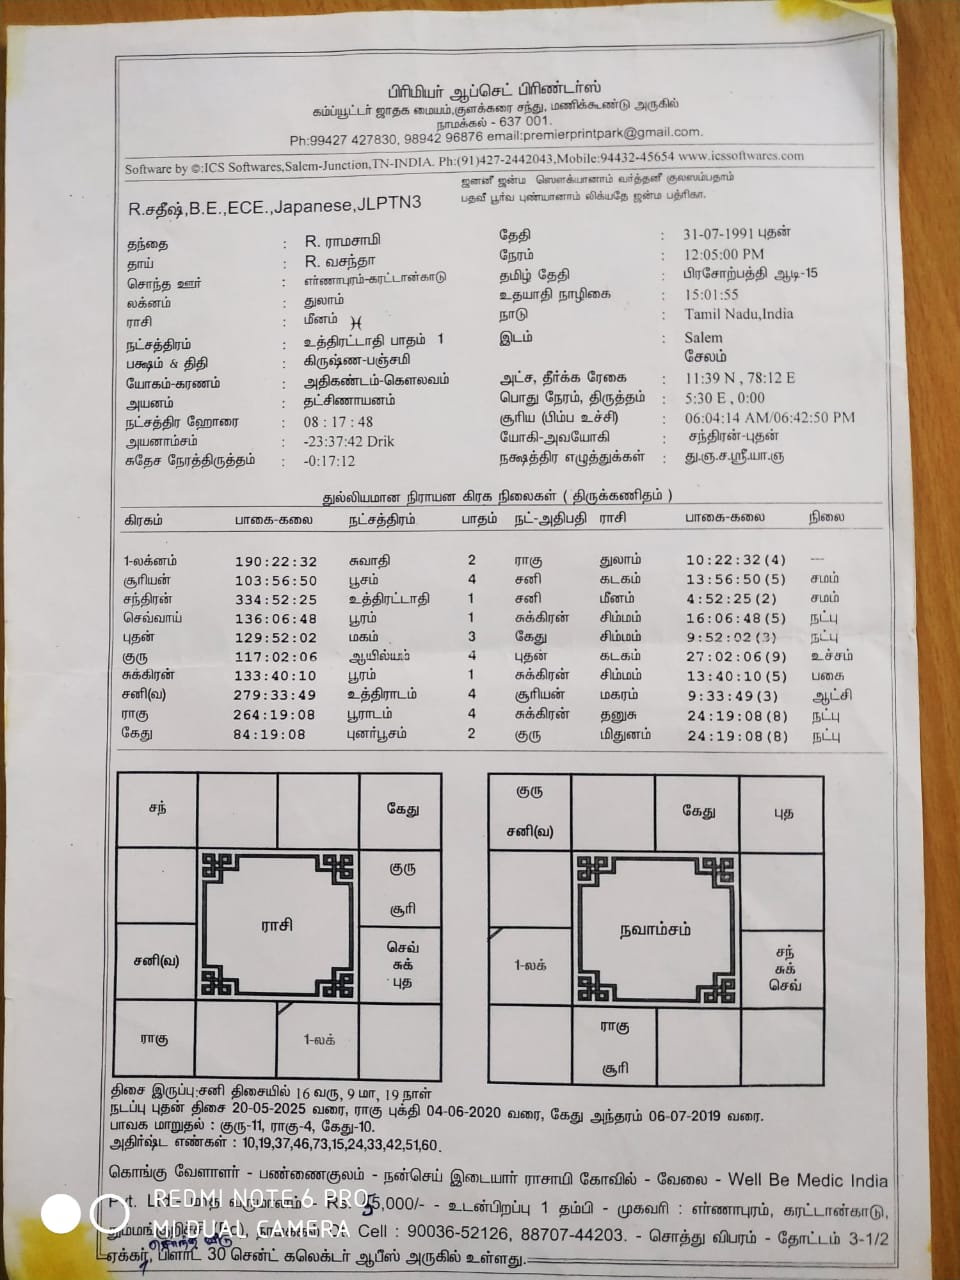 பிரிமியர் ஆப்செட் பிரிண்டர்ஸ்
கம்ப்யூட்டர் ஜாதக மையம்,குளக்கரை சந்து, மணிக்கூண்டு அருகில்
நாமக்கல் - 637 001.
Ph:99427 427830, 98942 96876 email:premierprintpark@gmail.com.
Software by ©:ICS Softwares,Salem-Junction,TN-INDIA. Ph:(91)427-2442043,Mobile:94432-45654 www.icssoftwares.com
ஜனனீ ஜன்ம ஸௌக்யானாம் வர்த்தனீ குலஸம்பதாம்
பதவீ பூர்வ புண்யானாம் லிக்யதே ஜன்ம பத்ரிகா.
R.சதீஷ்,B.E.,ECE.,Japanese,JLPTN3
தந்தை : R. ராமசாமி தேதி : 31-07-1991 புதன்
தாய் : R. வசந்தா நேரம் : 12:05:00 PM
சொந்த ஊர் : எர்ணாபுரம்-கரட்டான்காடு தமிழ் தேதி : பிரசோற்பத்தி ஆடி-15
லக்னம் : துலாம் உதயாதி நாழிகை : 15:01:55
ராசி : மீனம் ♓ நாடு : Tamil Nadu,India
நட்சத்திரம் : உத்திரட்டாதி பாதம் 1 இடம் : Salem
பக்ஷம் & திதி : கிருஷ்ண-பஞ்சமி சேலம்
யோகம்-கரணம் : அதிகண்டம்-கௌலவம் அட்ச, தீர்க்க ரேகை : 11:39 N , 78:12 E
அயனம் : தட்சிணாயனம் பொது நேரம், திருத்தம் : 5:30 E , 0:00
நட்சத்திர ஹோரை : 08 : 17 : 48 சூரிய (பிம்ப உச்சி) : 06:04:14 AM/06:42:50 PM
அயனாம்சம் : -23:37:42 Drik யோகி-அவயோகி : சந்திரன்-புதன்
சுதேச நேரத்திருத்தம் : -0:17:12 நக்ஷத்திர எழுத்துக்கள் : து.ஞ.ச.ஸ்ரீ.யா.ஞ
துல்லியமான நிராயன கிரக நிலைகள் ( திருக்கணிதம் )
கிரகம் பாகை-கலை நட்சத்திரம் பாதம் நட்-அதிபதி ராசி பாகை-கலை நிலை
1-லக்னம் 190:22:32 சுவாதி 2 ராகு துலாம் 10:22:32(4) ---
சூரியன் 103:56:50 பூசம் 4 சனி கடகம் 13:56:50(5) சமம்
சந்திரன் 334:52:25 உத்திரட்டாதி 1 சனி மீனம் 4:52:25(2) சமம்
செவ்வாய் 136:06:48 பூரம் 1 சுக்கிரன் சிம்மம் 16:06:48(5) நட்பு
புதன் 129:52:02 மகம் 3 கேது சிம்மம் 9:52:02(3) நட்பு
குரு 117:02:06 ஆயில்யம் 4 புதன் கடகம் 27:02:06(9) உச்சம்
சுக்கிரன் 133:40:10 பூரம் 1 சுக்கிரன் சிம்மம் 13:40:10(5) பகை
சனி(வ) 279:33:49 உத்திராடம் 4 சூரியன் மகரம் 9:33:49(3) ஆட்சி
ராகு 264:19:08 பூராடம் 4 சுக்கிரன் தனுசு 24:19:08(8) நட்பு
கேது 84:19:08 புனர்பூசம் 2 குரு மிதுனம் 24:19:08(8) நட்பு
சந் கேது
குரு
சூரி
ராசி
சனி(வ)
செவ்
சுக்
புத
ராகு 1-லக்
குரு
சனி(வ)
கேது புத
நவாம்சம்
1-லக்
சந்
சுக்
செவ்
ராகு
சூரி
திசை இருப்பு:சனி திசையில் 16 வரு, 9 மா, 19 நாள்
நடப்பு புதன் திசை 20-05-2025 வரை, ராகு புக்தி 04-06-2020 வரை, கேது அந்தரம் 06-07-2019 வரை.
பாவக மாறுதல் : குரு-11, ராகு-4, கேது-10.
அதிர்ஷ்ட எண்கள் : 10,19,37,46,73,15,24,33,42,51,60.
கொங்கு வேளாளர் - பண்ணைகுலம் - நன்செய் இடையார் ராசாயி கோவில் - வேலை - Well Be Medic India
Pvt. Ltd - மாத வருமானம் - Rs. 35,000/- - உடன்பிறப்பு 1 தம்பி - முகவரி : எர்ணாபுரம், கரட்டான்காடு,
Cell : 90036-52126, 88707-44203. - சொத்து விபரம் - தோட்டம் 3-1/2
ஏக்கர், பிளாட் 30 சென்ட் கலெக்டர் ஆபீஸ் அருகில் உள்ளது.
சொந்த வீடு
1
REDMI NOTE 6 PRO
MI DUAL CAMERA